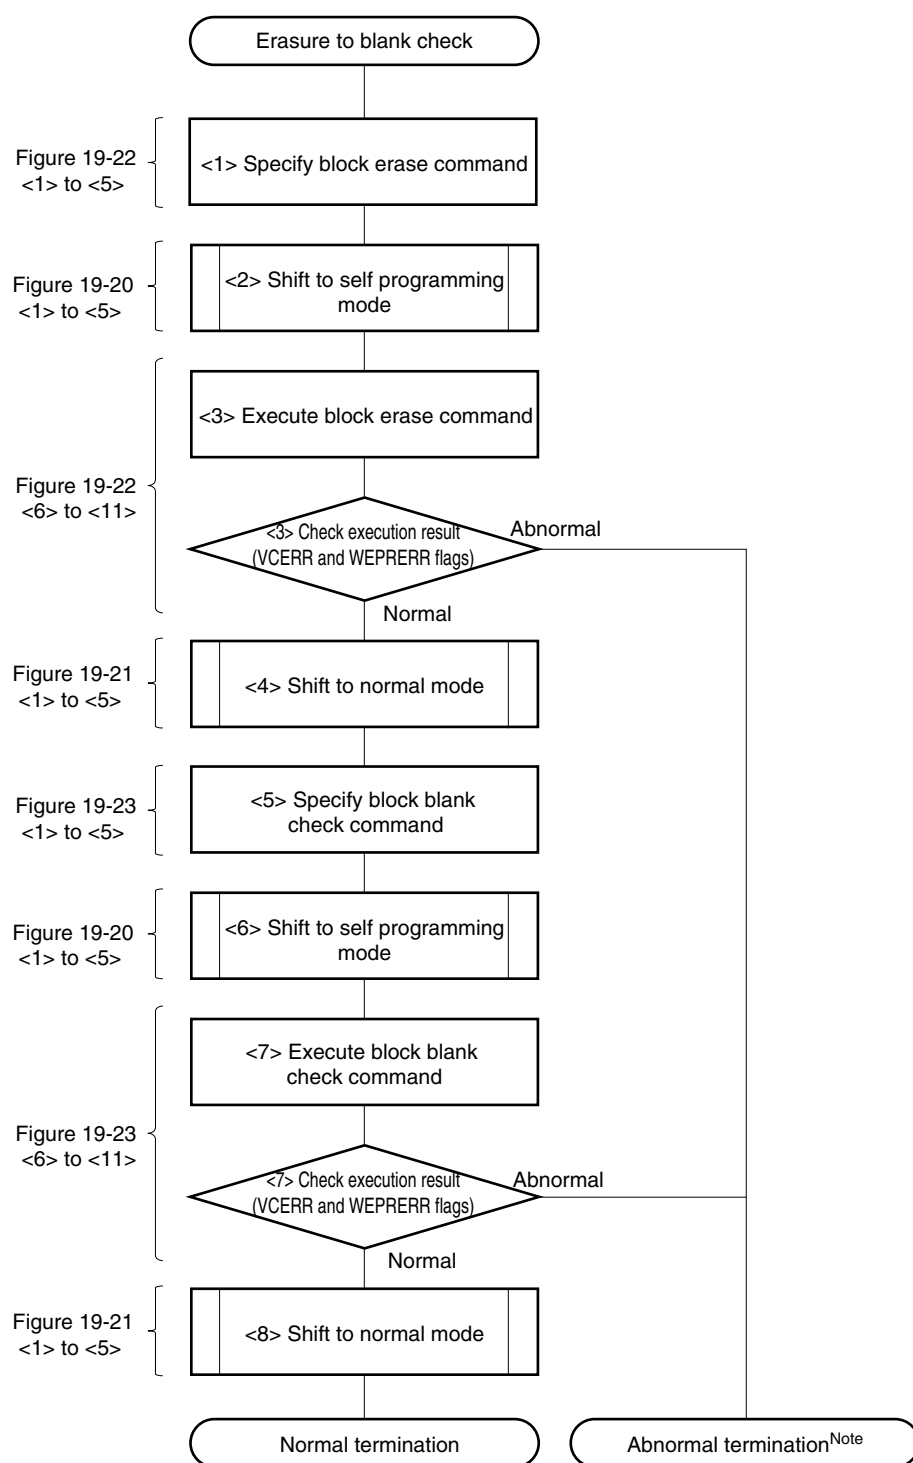 Erasure to blank check
Figure 19-22
<1> to <5>
<1> Specify block erase command
Figure 19-20
<1> to <5>
<2> Shift to self programming
mode
<3> Execute block erase command
Figure 19-22
<6> to <11>
<3> Check execution result
(VCERR and WEPRERR flags)
Abnormal
Normal
Figure 19-21
<1> to <5>
<4> Shift to normal mode
Figure 19-23
<1> to <5>
<5> Specify block blank
check command
Figure 19-20
<1> to <5>
<6> Shift to self programming
mode
<7> Execute block blank
check command
Figure 19-23
<6> to <11>
<7> Check execution result
(VCERR and WEPRERR flags)
Abnormal
Normal
Figure 19-21
<1> to <5>
<8> Shift to normal mode
Normal termination
Abnormal termination Note